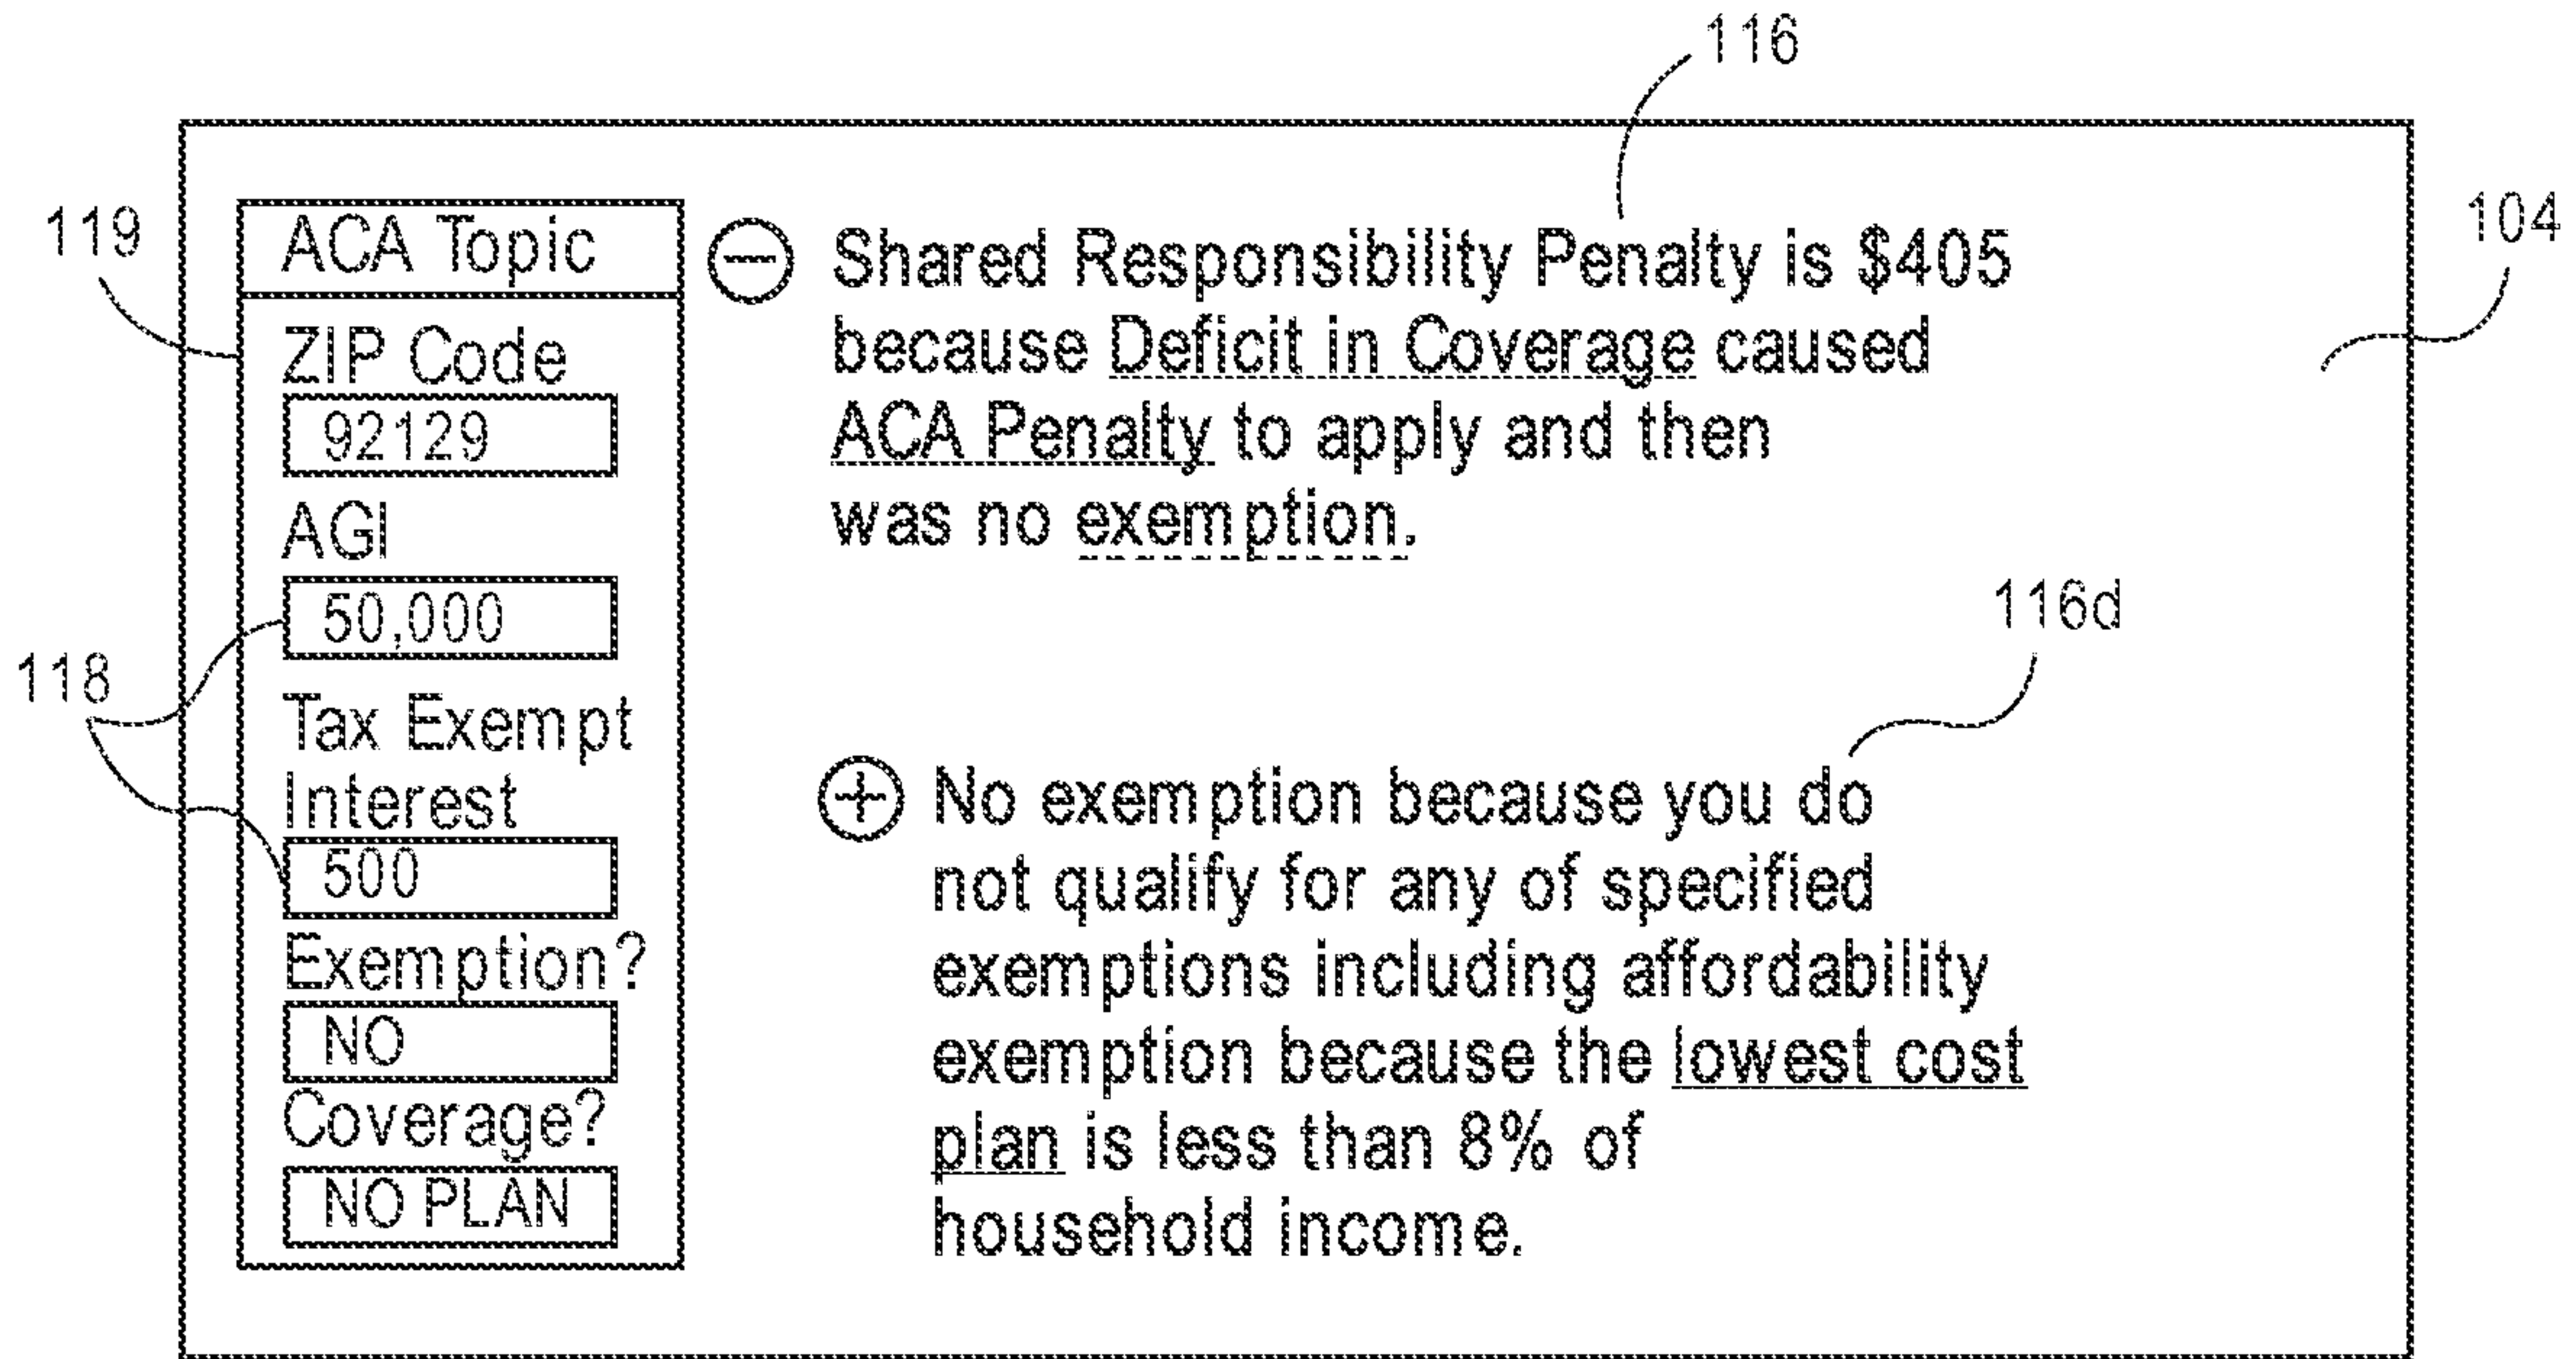 116
104
119
ACA Topic
ZIP Code
92129
AGI
50,000
118
Tax Exempt
Interest
500
Exemption?
NO
Coverage?
NO PLAN
Shared Responsibility Penalty is $405
because Deficit in Coverage caused
ACA Penalty to apply and then
was no exemption.
116d
No exemption because you do
not qualify for any of specified
exemptions including affordability
exemption because the lowest cost
plan is less than 8% of
household income.